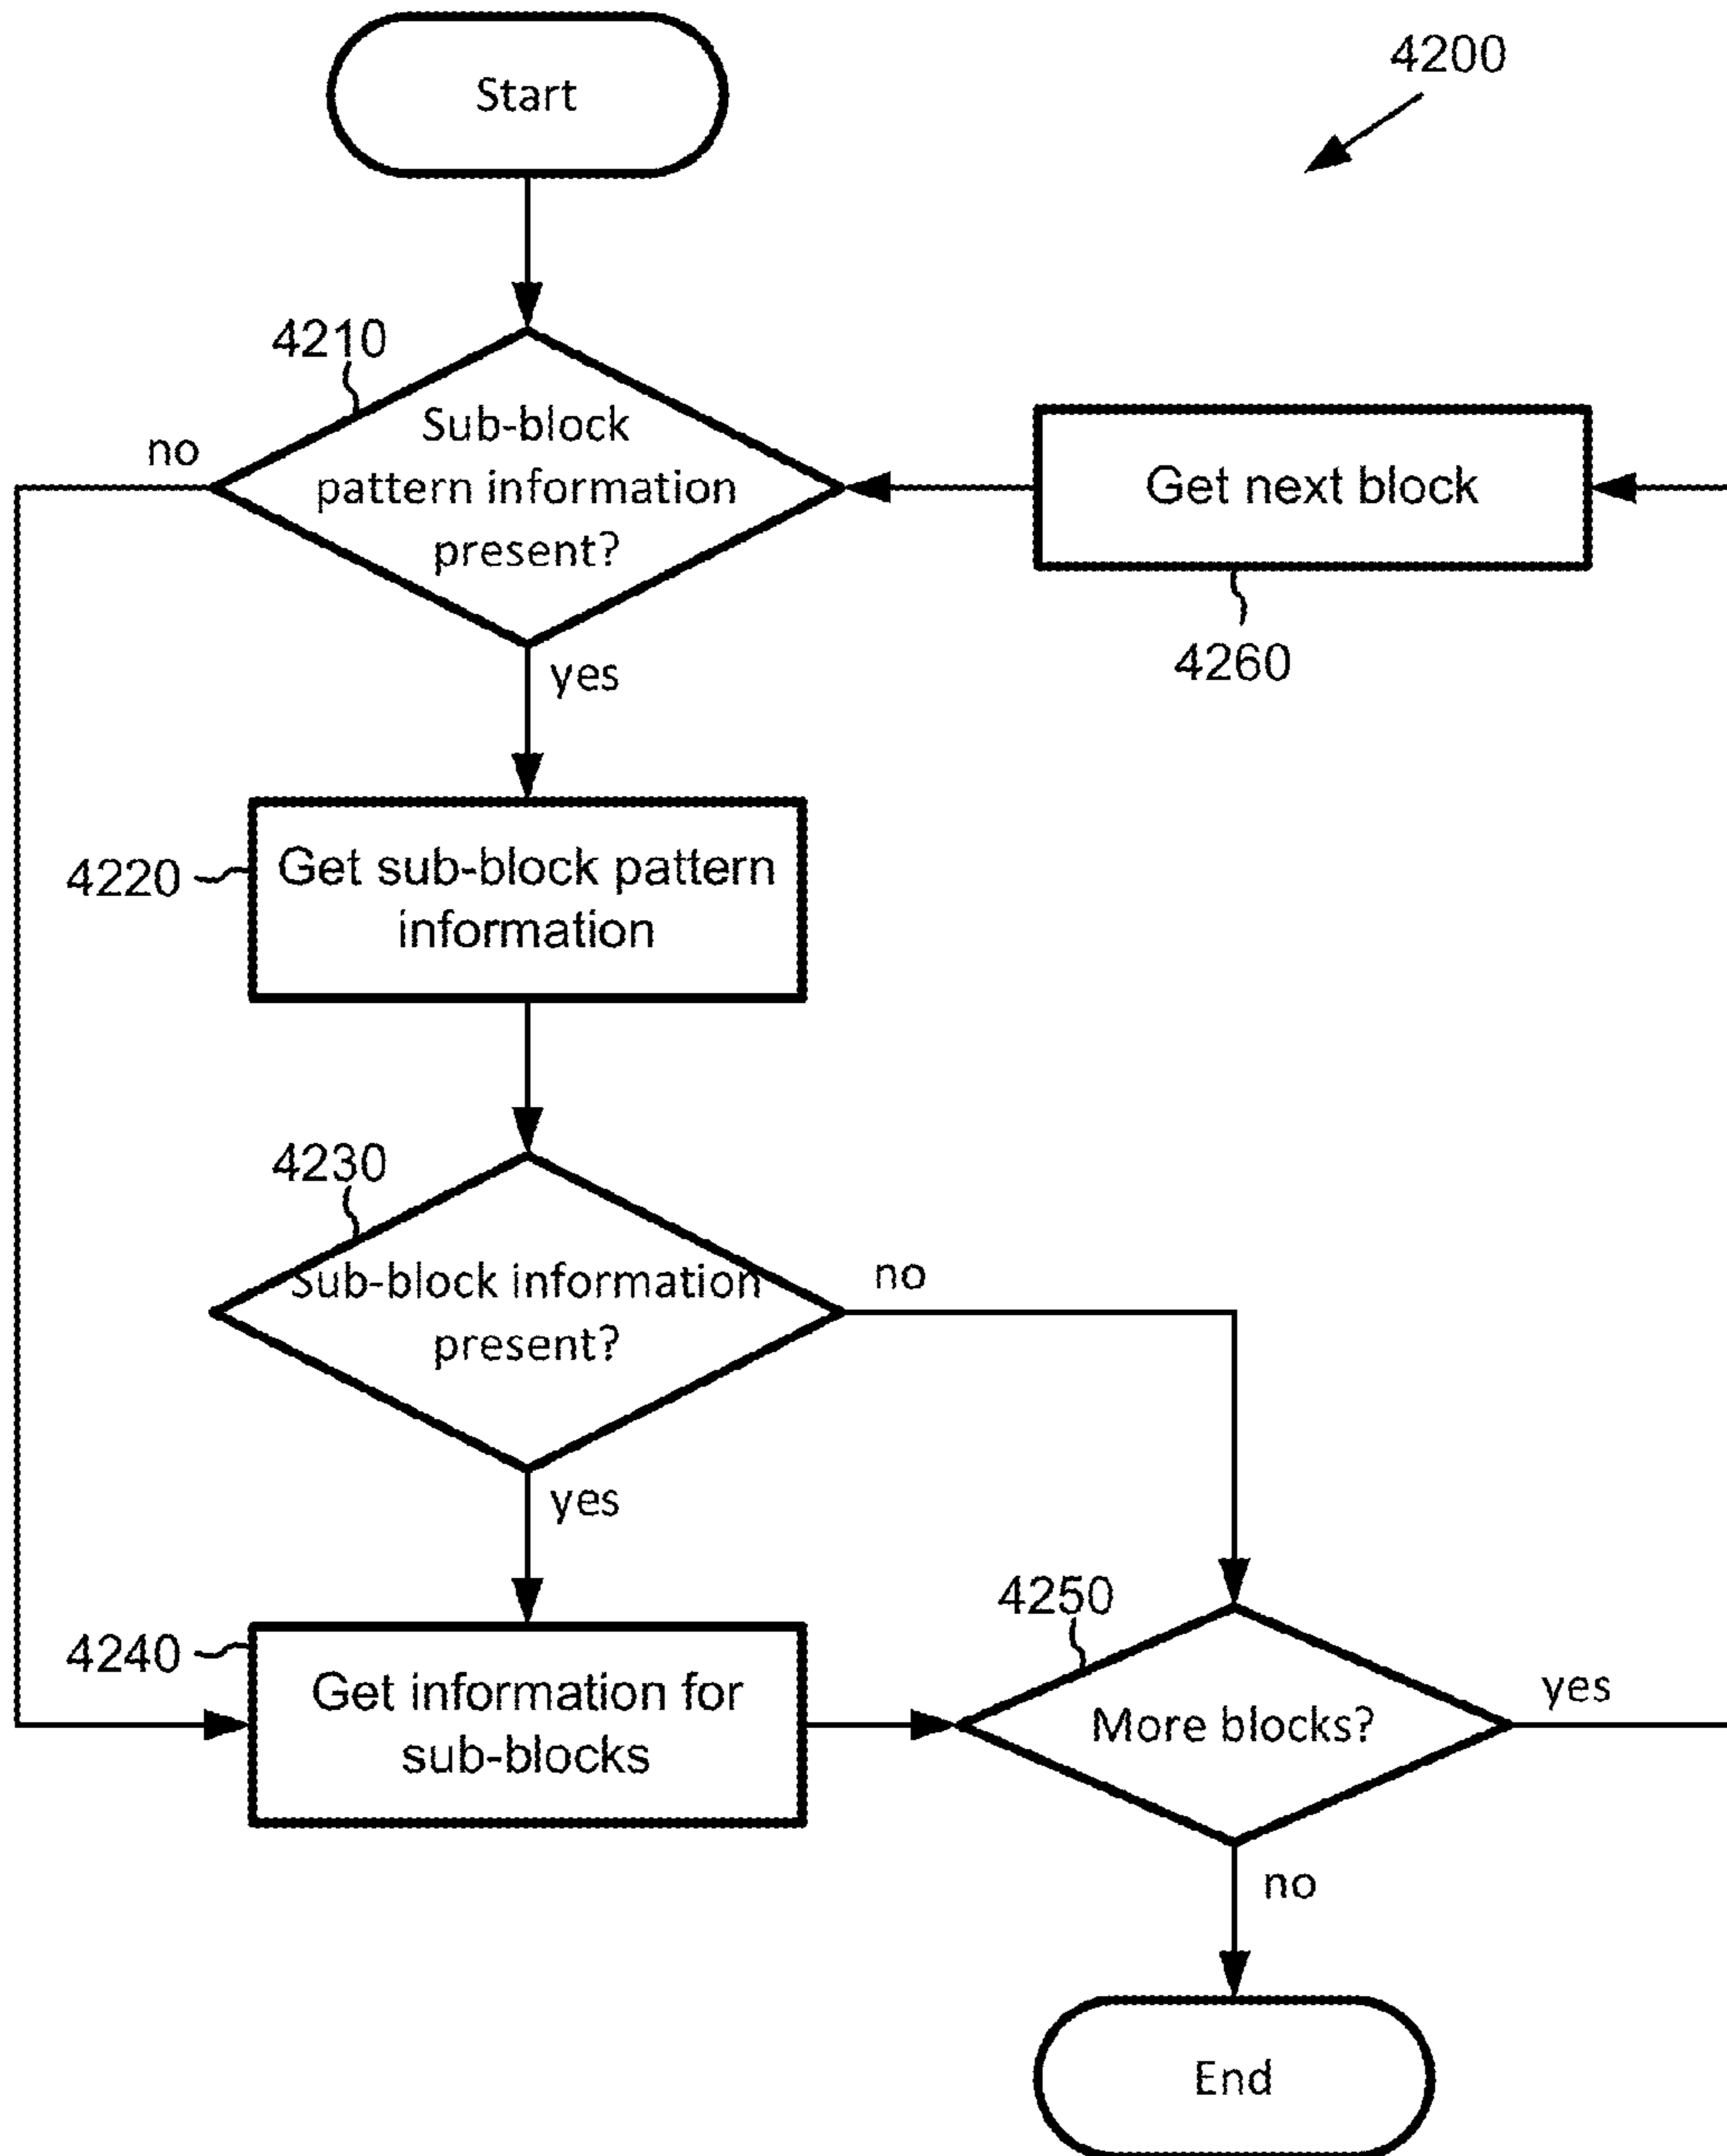 Start
4200
4210
no
Sub-block
pattern information
present?
Get next block
4260
yes
4220
Get sub-block pattern
information
4230
Sub-block information
present?
no
yes
4240
Get information for
sub-blocks
4250
More blocks?
yes
no
End